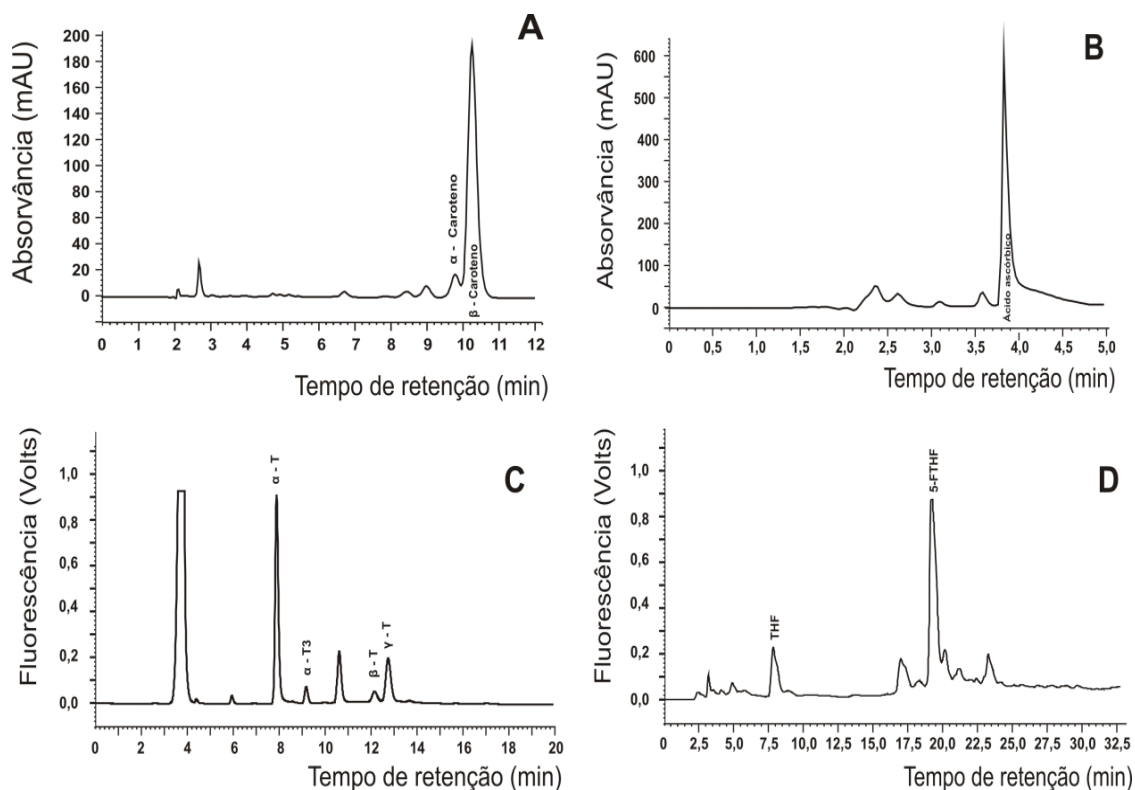 A
Absorvância (mAU)
200
180
160
140
120
100
80
80
40
20
0
α - Caroteno
β - Caroteno
0 1 2 3 4 5 6 7 8 9 10 11 12
Tempo de retenção (min)
B
Absorvância (mAU)
600
500
400
300
300
100
0
Ácido ascórbico
0 0,5 1,0 1,5 2,0 2,5 3,0 3,5 4,0 4,5 5,0
Tempo de retenção (min)
C
Fluorescência (Volts)
1,0
0,8
0,6
0,4
0,2
0,0
α - T
α - T3
β - T
γ - T
0 2 4 6 8 10 12 14 16 18 20
Tempo de retenção (min)
D
Fluorescência (Volts)
1,0
0,8
0,6
0,4
0,2
0,0
THF
5-FTHF
0 2,5 5,0 7,5 10,0 12,5 15,0 17,5 20,0 22,5 25,0 27,5 30,0 32,5
Tempo de retenção (min)